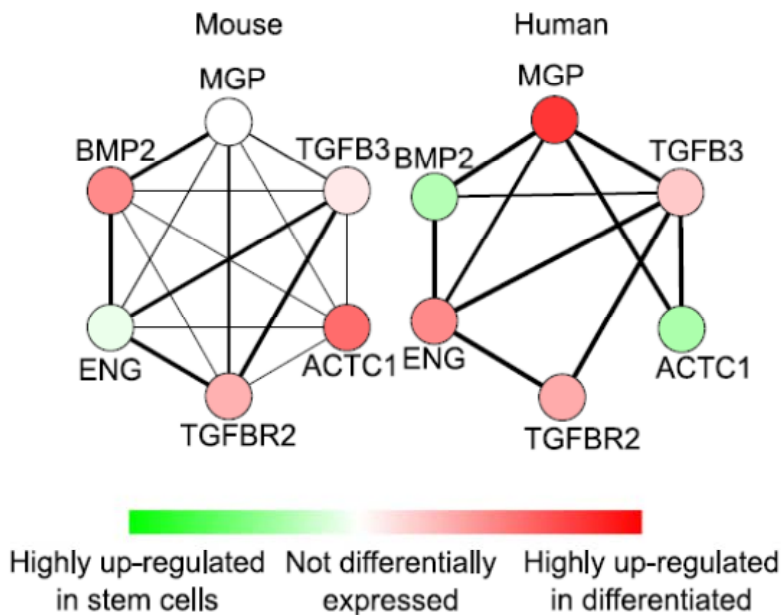 Mouse
Human
MGP
BMP2
TGFB3
ENG
ACTC1
TGFBR2
MGP
BMP2
TGFB3
ENG
ACTC1
TGFBR2
Highly up-regulated
in stem cells
Not differentially
expressed
Highly up-regulated
in differentiated